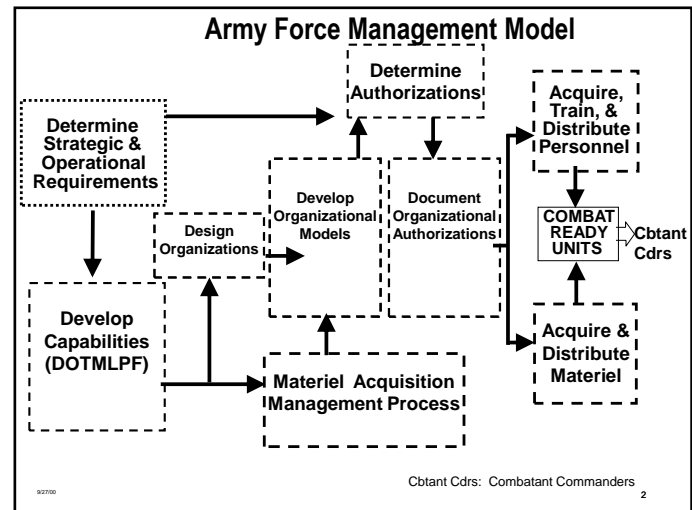 Army Force Management Model
Determine
Authorizations
Acquire,
Train, &
Distribute
Personnel
Determine
Strategic &
Operational
Requirements
Develop
Organizational
Models
Document
Organizational
Authorizations
COMBAT
READY
UNITS
Cbtant
Cdrs
Design
Organizations
Develop
Capabilities
(DOTMLPF)
Acquire &
Distribute
Materiel
Materiel Acquisition
Management Process
Cbtant Cdrs: Combatant Commanders
9/27/00
2